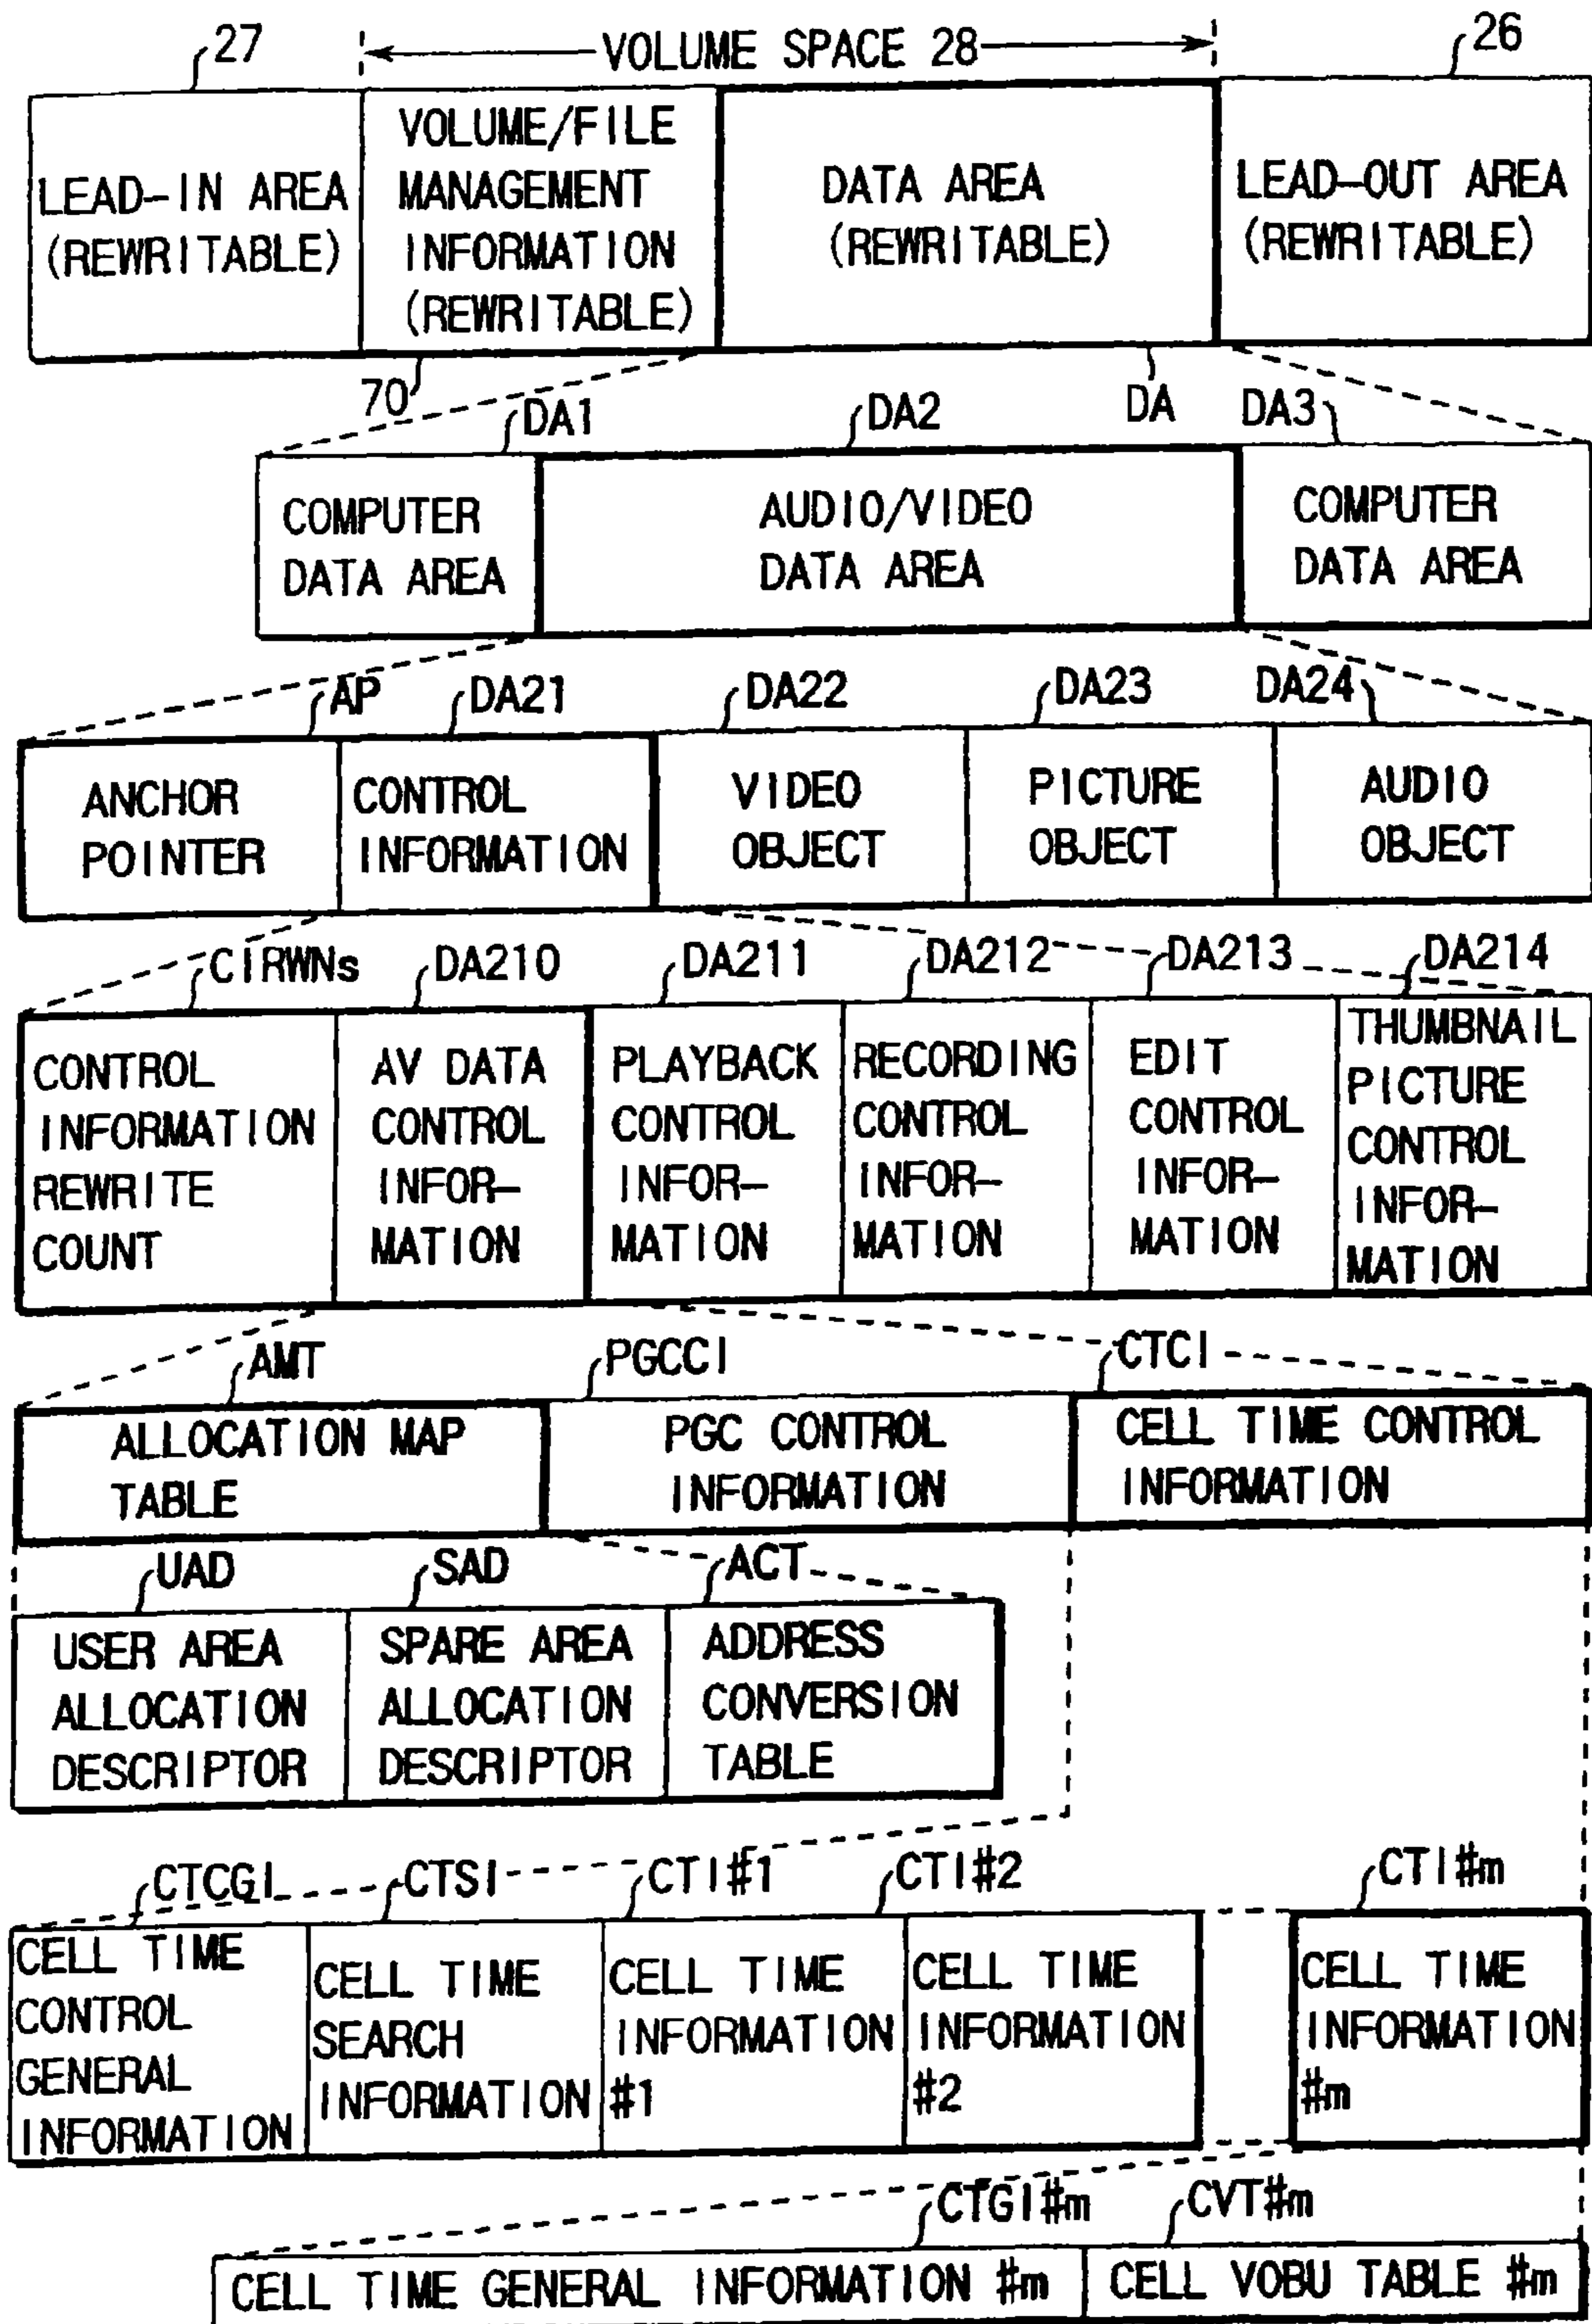 27
VOLUME SPACE 28
26
LEAD-IN AREA
(REWRITABLE)
VOLUME/FILE
MANAGEMENT
INFORMATION
(REWRITABLE)
DATA AREA
(REWRITABLE)
LEAD-OUT AREA
(REWRITABLE)
70
DA
DA1
DA2
DA3
COMPUTER
DATA AREA
AUDIO/VIDEO
DATA AREA
COMPUTER
DATA AREA
AP
DA21
DA22
DA23
DA24
ANCHOR
POINTER
CONTROL
INFORMATION
VIDEO
OBJECT
PICTURE
OBJECT
AUDIO
OBJECT
CIRWNs
DA210
DA211
DA212
DA213
DA214
CONTROL
INFORMATION
REWRITE
COUNT
AV DATA
CONTROL
INFOR-
MATION
PLAYBACK
CONTROL
INFOR-
MATION
RECORDING
CONTROL
INFOR-
MATION
EDIT
CONTROL
INFOR-
MATION
THUMBNAIL
PICTURE
CONTROL
INFOR-
MATION
AMT
PGCCI
CTCI
ALLOCATION MAP
TABLE
PGC CONTROL
INFORMATION
CELL TIME CONTROL
INFORMATION
UAD
SAD
ACT
USER AREA
ALLOCATION
DESCRIPTOR
SPARE AREA
ALLOCATION
DESCRIPTOR
ADDRESS
CONVERSION
TABLE
CTCGI
CTSI
CTI#1
CTI#2
CTI#m
CELL TIME
CONTROL
GENERAL
INFORMATION
CELL TIME
SEARCH
INFORMATION
CELL TIME
INFORMATION
#1
CELL TIME
INFORMATION
#2
CELL TIME
INFORMATION
#m
CTGI#m
CVT#m
CELL TIME GENERAL INFORMATION #m
CELL VOBU TABLE #m